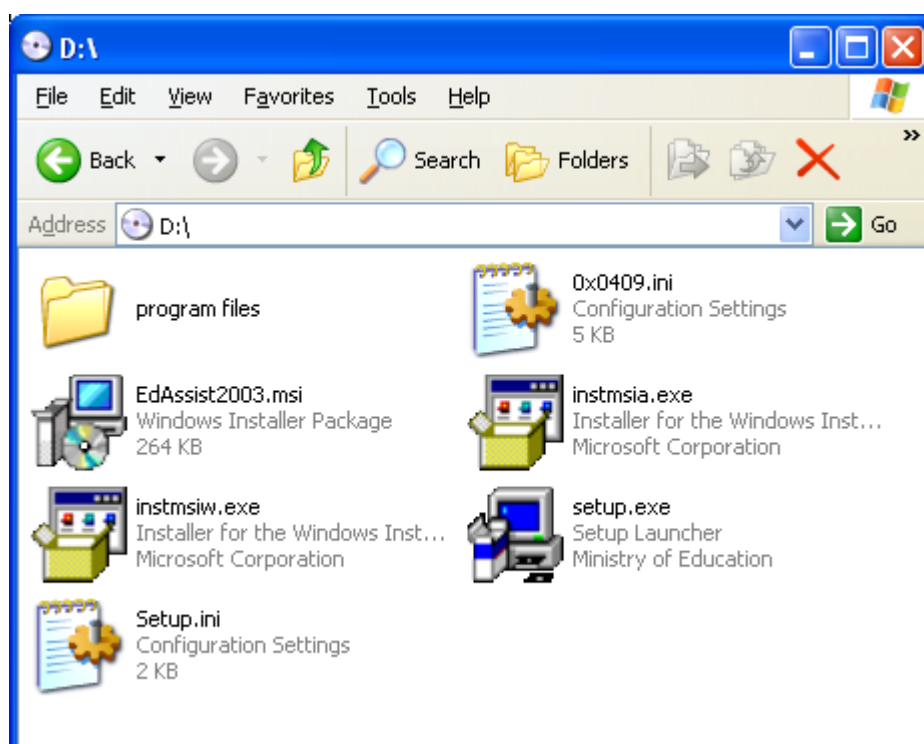 D:\
File Edit View Favorites Tools Help
Back Search Folders »
Address D:\ Go
program files
0x0409.ini
Configuration Settings
5 KB
EdAssist2003.msi
Windows Installer Package
264 KB
instmsia.exe
Installer for the Windows Inst...
Microsoft Corporation
instmsiw.exe
Installer for the Windows Inst...
Microsoft Corporation
setup.exe
Setup Launcher
Ministry of Education
Setup.ini
Configuration Settings
2 KB